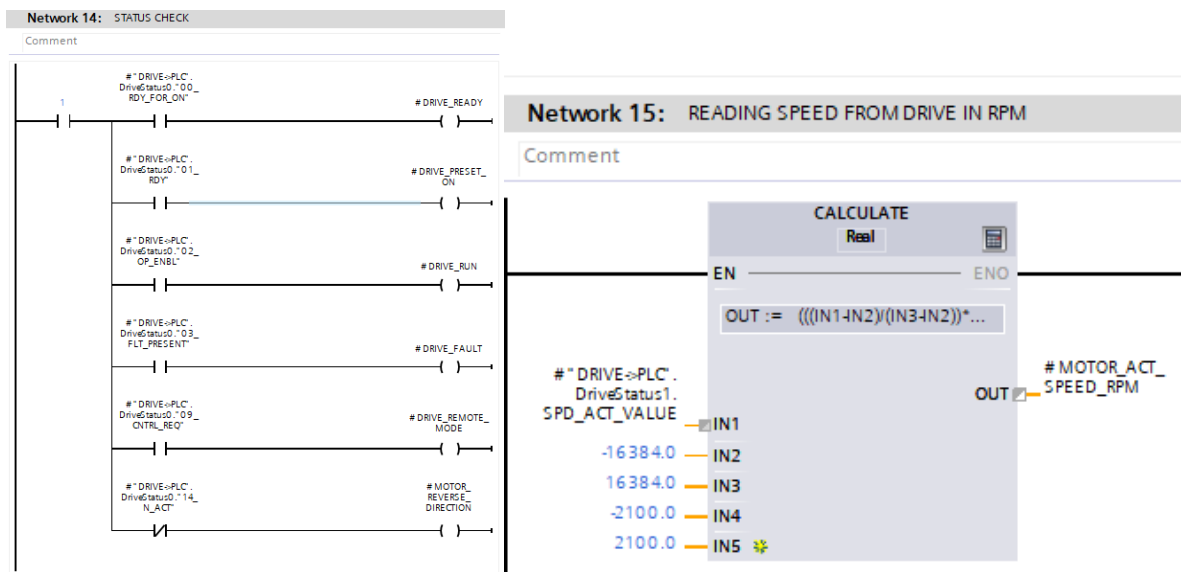 Network 14: STATUS CHECK
Comment
#"DRIVE->PLC".
DriveStatus0."00_
RDY_FOR_ON"
1
#DRIVE_READY
#"DRIVE->PLC".
DriveStatus0."01_
RDY"
#DRIVE_PRESET_
ON
#"DRIVE->PLC".
DriveStatus0."02_
OP_ENBL"
#DRIVE_RUN
#"DRIVE->PLC".
DriveStatus0."03_
FLT_PRESENT"
#DRIVE_FAULT
#"DRIVE->PLC".
DriveStatus0."09_
CNTRL_REQ"
#DRIVE_REMOTE_
MODE
#"DRIVE->PLC".
DriveStatus0."14_
N_ACT"
#MOTOR_
REVERSE_
DIRECTION
Network 15: READING SPEED FROM DRIVE IN RPM
Comment
CALCULATE
Real
EN
ENO
OUT := (((IN1-IN2)/(IN3-IN2))*...
#"DRIVE->PLC".
DriveStatus1.
SPD_ACT_VALUE
IN1
-16384.0
IN2
16384.0
IN3
-2100.0
IN4
2100.0
IN5
OUT
#MOTOR_ACT_
SPEED_RPM